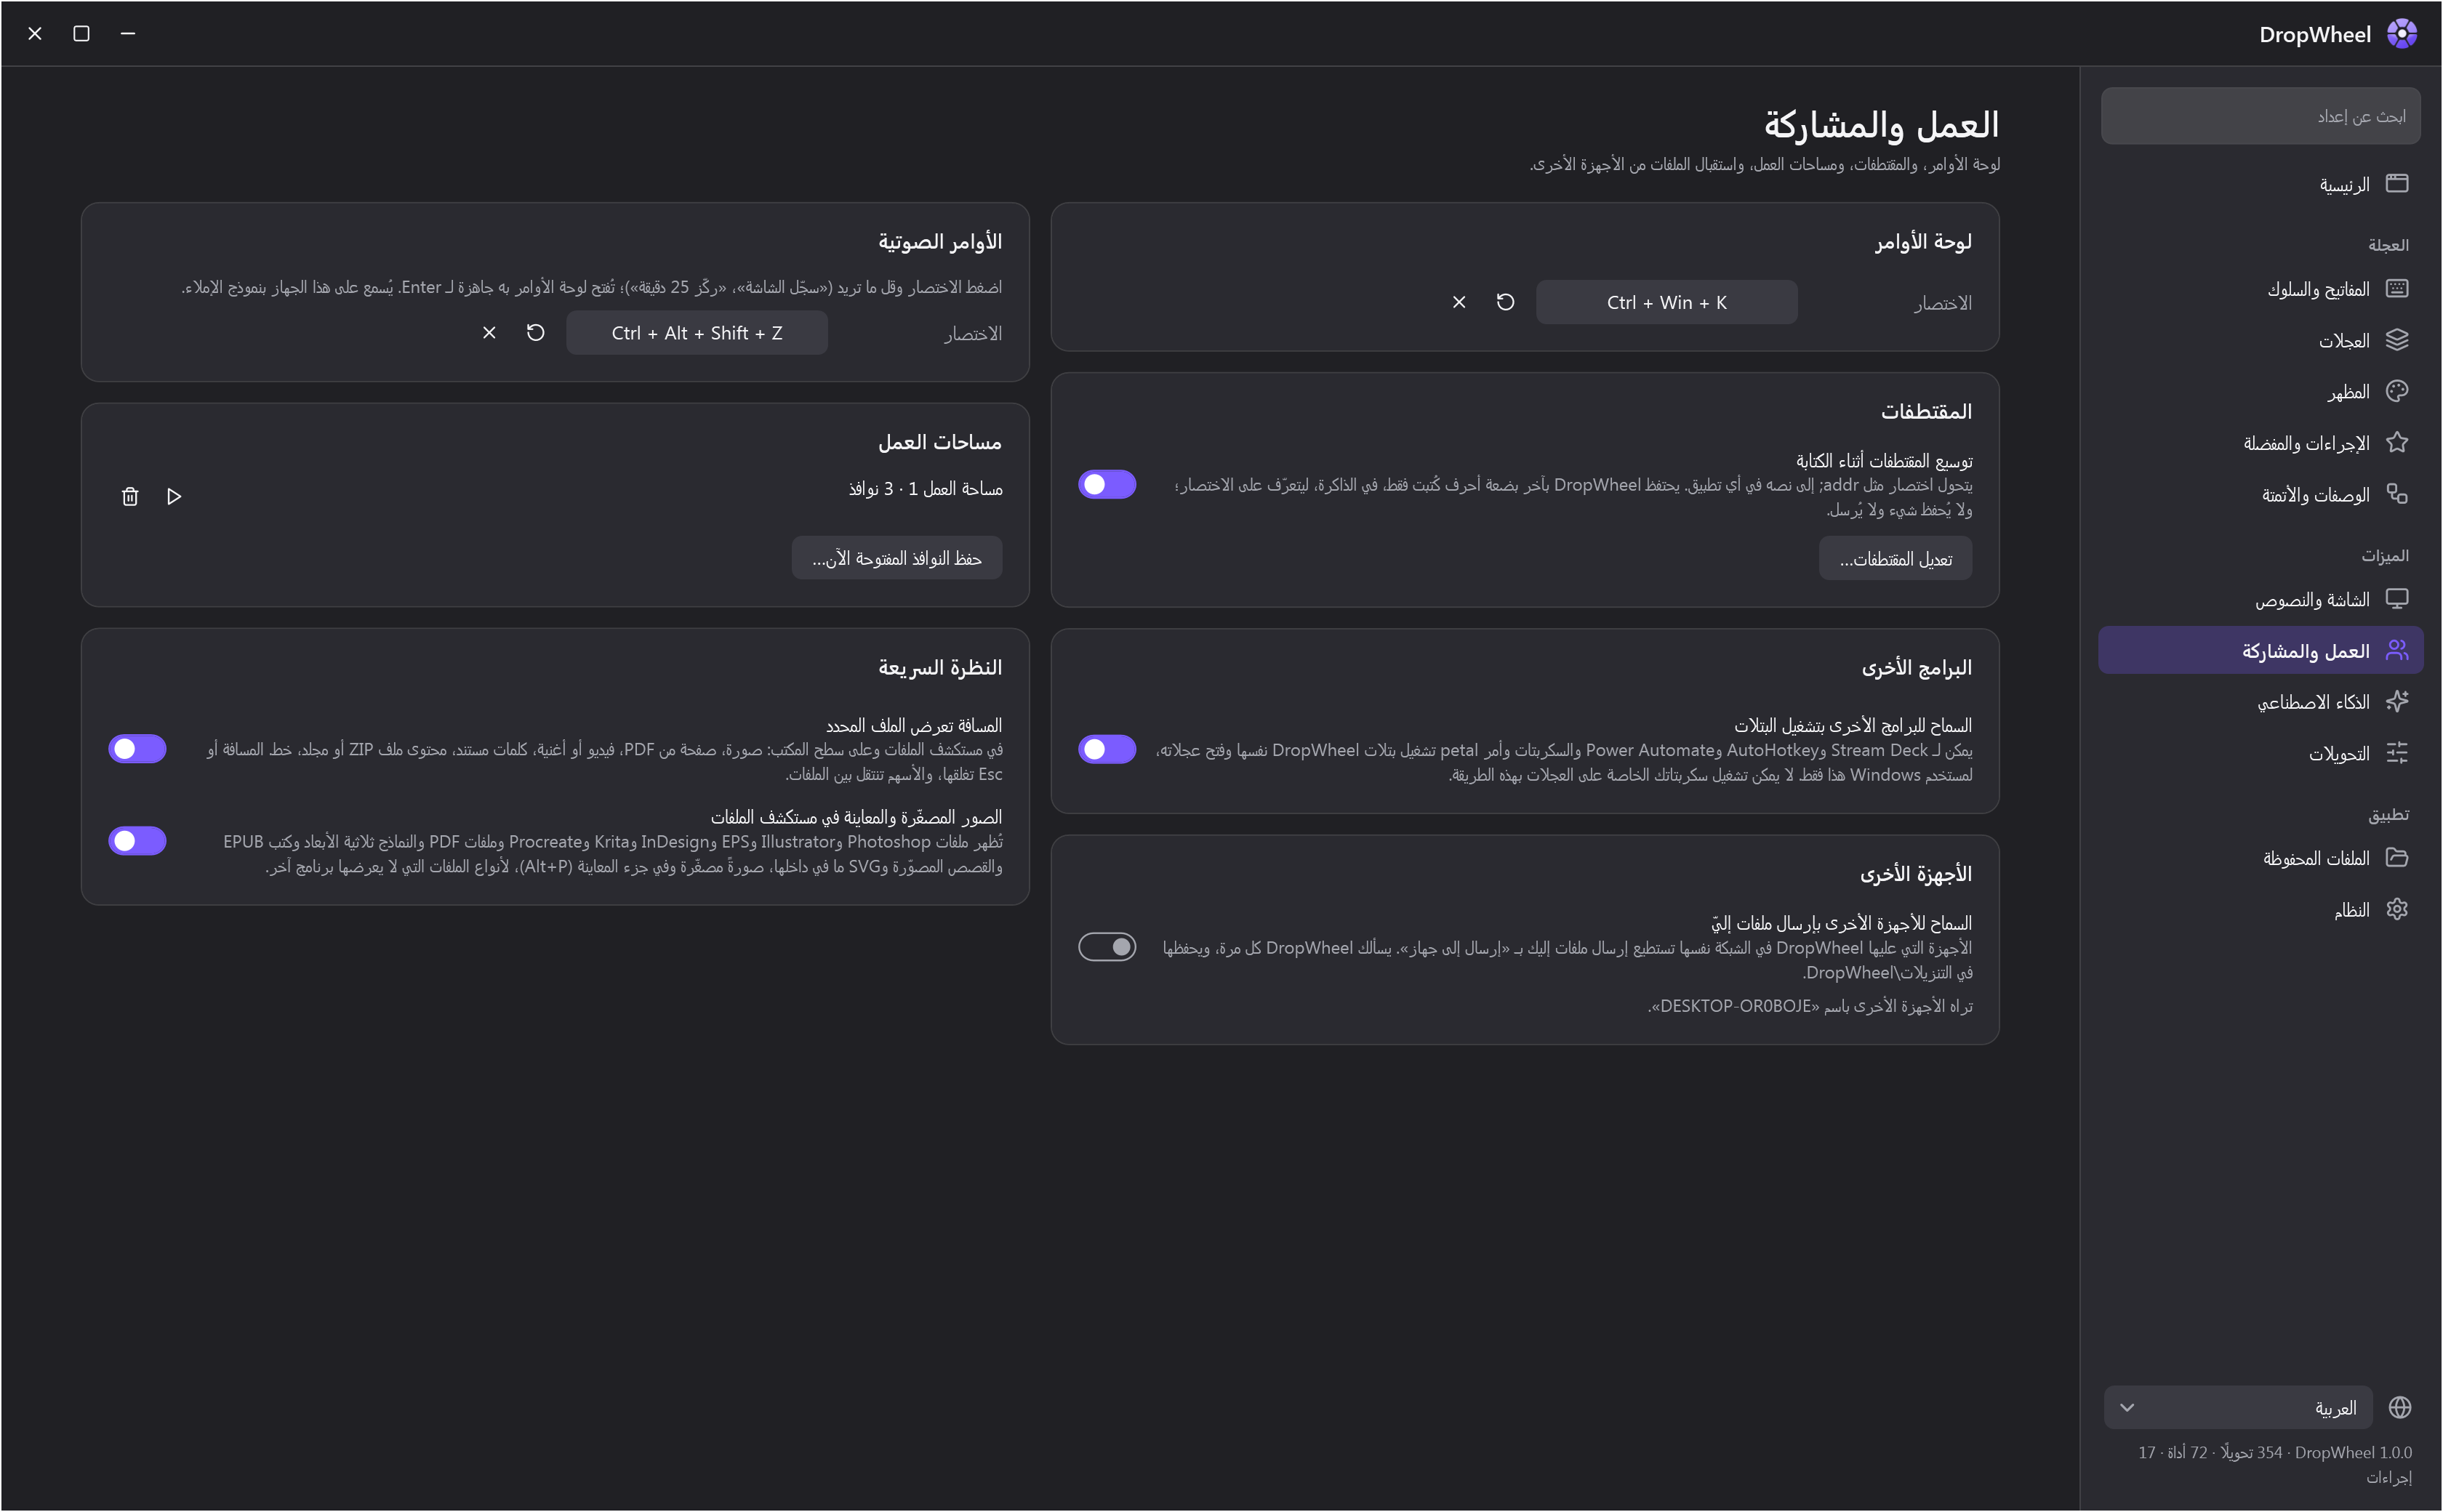 DropWheel
ابحث عن إعداد
الرئيسية
العجلة
المفاتيح والسلوك
العجلات
المظهر
الإجراءات والمفضلة
الوصفات والأتمتة
الميزات
الشاشة والنصوص
العمل والمشاركة
الذكاء الاصطناعي
التحويلات
تطبيق
الملفات المحفوظة
النظام
العربية
DropWheel 1.0.0 · 354 تحويلًا · 72 أداة · 17
إجراءات
العمل والمشاركة
لوحة الأوامر، والمقتطفات، ومساحات العمل، واستقبال الملفات من الأجهزة الأخرى.
لوحة الأوامر
الاختصار
Ctrl + Win + K
المقتطفات
توسيع المقتطفات أثناء الكتابة
يتحول اختصار مثل addr; إلى نصه في أي تطبيق. يحتفظ DropWheel بآخر بضعة أحرف كُتبت فقط، في الذاكرة، ليتعرّف على الاختصار؛
ولا يُحفظ شيء ولا يُرسل.
تعديل المقتطفات...
البرامج الأخرى
السماح للبرامج الأخرى بتشغيل البتلات
يمكن لـ Stream Deck وAutoHotkey وPower Automate والسكربتات وأمر petal تشغيل بتلات DropWheel نفسها وفتح عجلاته،
لمستخدم Windows هذا فقط. لا يمكن تشغيل سكربتاتك الخاصة على العجلات بهذه الطريقة.
الأجهزة الأخرى
السماح للأجهزة الأخرى بإرسال ملفات إليّ
الأجهزة التي عليها DropWheel في الشبكة نفسها تستطيع إرسال ملفات إليك بـ «إرسال إلى جهاز». يسألك DropWheel كل مرة، ويحفظها
في التنزيلات\DropWheel.
تراه الأجهزة الأخرى باسم «DESKTOP-OR0BOJE».
الأوامر الصوتية
اضغط الاختصار وقل ما تريد («سجّل الشاشة»، «ركّز 25 دقيقة»)؛ تُفتح لوحة الأوامر به جاهزة لـ Enter. يُسمع على هذا الجهاز بنموذج الإملاء.
الاختصار
Ctrl + Alt + Shift + Z
مساحات العمل
مساحة العمل 1 · 3 نوافذ
حفظ النوافذ المفتوحة الآن...
النظرة السريعة
المسافة تعرض الملف المحدد
في مستكشف الملفات وعلى سطح المكتب: صورة، صفحة من PDF، فيديو أو أغنية، كلمات مستند، محتوى ملف ZIP أو مجلد، خط. المسافة أو
Esc تغلقها، والأسهم تنتقل بين الملفات.
الصور المصغّرة والمعاينة في مستكشف الملفات
تُظهر ملفات Photoshop وIllustrator وEPS وInDesign وKrita وProcreate وملفات PDF والنماذج ثلاثية الأبعاد وكتب EPUB
والقصص المصوّرة وSVG ما في داخلها، صورةً مصغّرة وفي جزء المعاينة (Alt+P)، لأنواع الملفات التي لا يعرضها برنامج آخر.